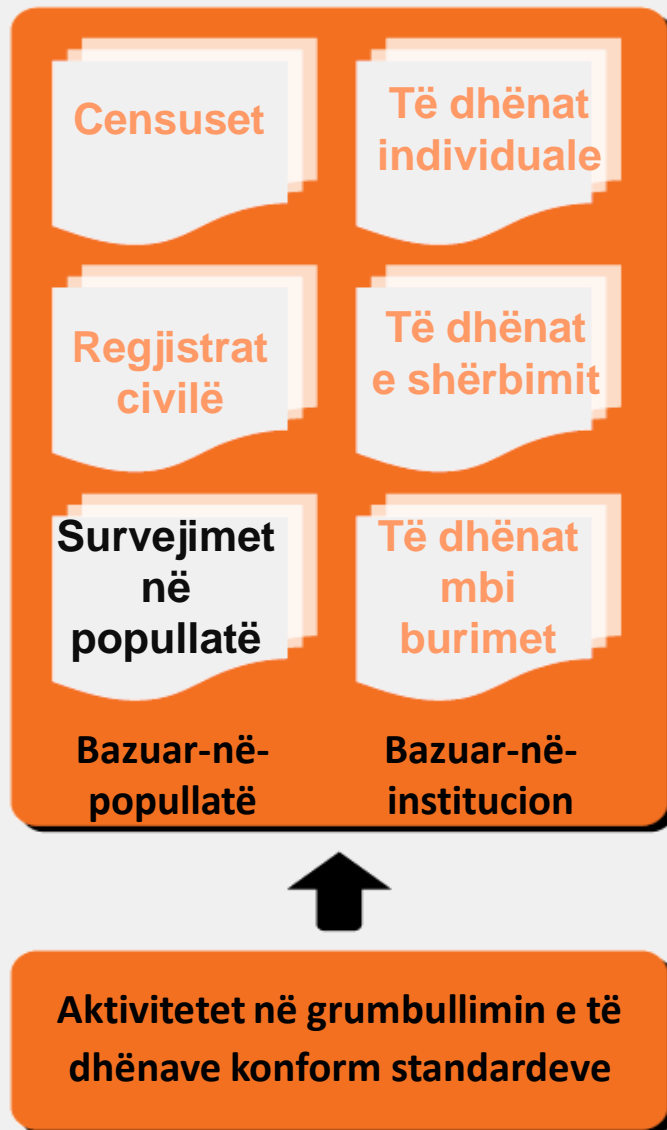 Censuset
Të dhënat
individuale
Regjistrat
civilë
Të dhënat
e shërbimit
Survejimet
në
popullatë
Të dhënat
mbi
burimet
Bazuar-në-
popullatë
Bazuar-në-
institucion
Aktivitetet në grumbullimin e të
dhënave konform standardeve